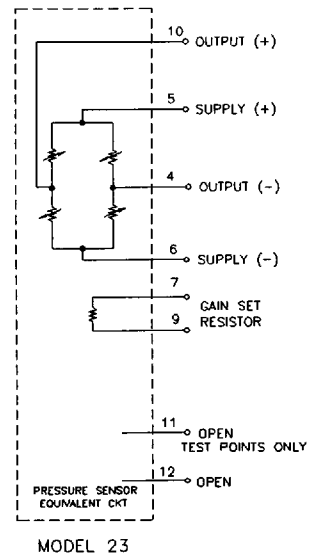 10 OUTPUT (+)
5 SUPPLY (+)
4 OUTPUT (-)
6 SUPPLY (-)
7
GAIN SET
9 RESISTOR
11 OPEN
TEST POINTS ONLY
12 OPEN
PRESSURE SENSOR
EQUIVALENT CKT
MODEL 23